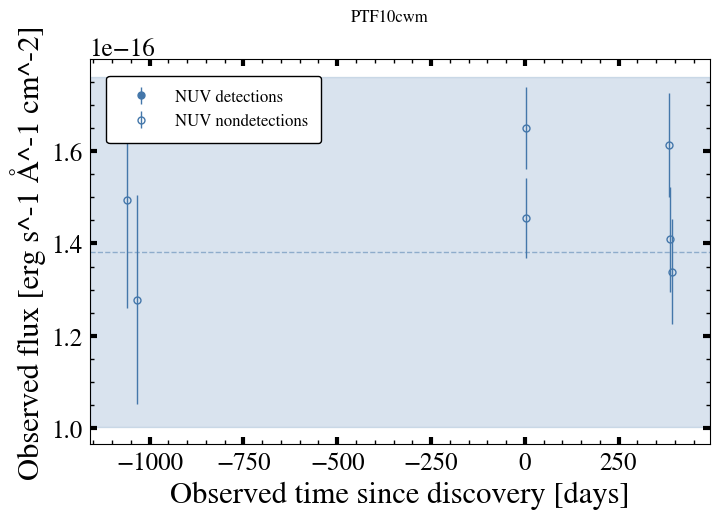 PTF10cwm
1e−16
NUV detections
NUV nondetections
Observed flux [erg s^-1 Å^-1 cm^-2]
1.6
1.4
1.2
1.0
−1000 −750 −500 −250 0 250
Observed time since discovery [days]